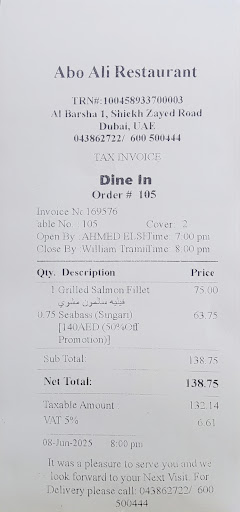 Abo Ali Restaurant
TRN#:100458933700003
Al Barsha 1, Shiekh Zayed Road
Dubai, UAE
043862722/ 600 500444
TAX INVOICE
Dine In
Order # 105
Invoice Nr 169576
able No. 105 Cover : 2
Open By : AHMED ELSH Time 7:00 pm
Close By William Time 8:00 pm
Qty. Description Price
1 Grilled Salmon Fillet 75.00
فيليه سالمون مشوي
0.75 Seabass (Singari) 63.75
[140AED (50%Off
Promotion)]
Sub Total: 138.75
Net Total: 138.75
Taxable Amount 132.14
VAT 5% 6.61
08-Jun-2025 8:00 pm
It was a pleasure to serve you and we
look forward to your Next Visit. For
Delivery please call: 043862722/ 600
500444